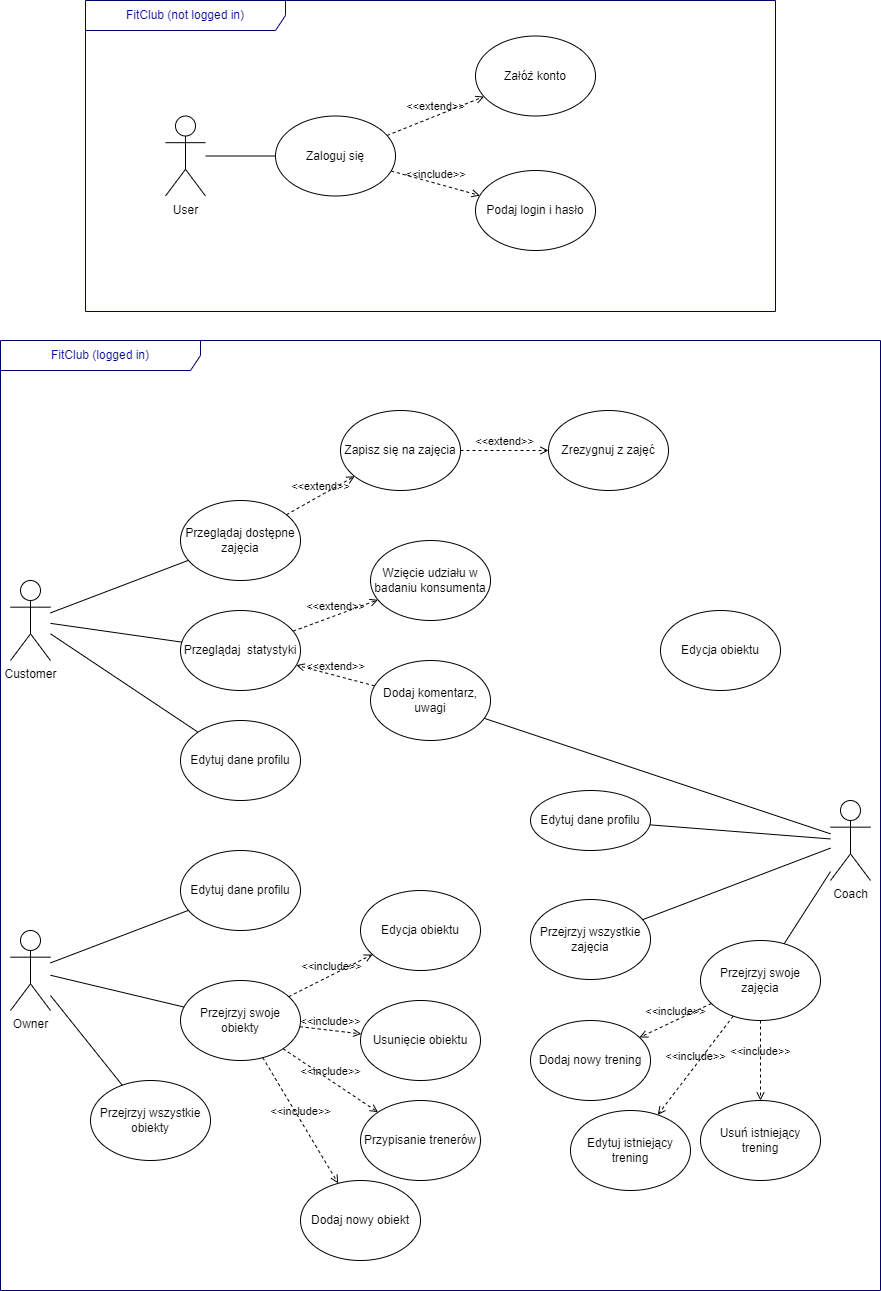 FitClub (not logged in)
Załóż konto
<<extend>>
Zaloguj się
<<include>>
Podaj login i hasło
User
FitClub (logged in)
Zapisz się na zajęcia
<<extend>>
Zrezygnuj z zajęć
<<extend>>
Przeglądaj dostępne
zajęcia
Wzięcie udziału w
badaniu konsumenta
<<extend>>
Przeglądaj  statystyki
<<extend>>
Edycja obiektu
Customer
Dodaj komentarz,
uwagi
Edytuj dane profilu
Edytuj dane profilu
Coach
Edytuj dane profilu
Edycja obiektu
Przejrzyj wszystkie
zajęcia
<<include>>
Przejrzyj swoje
zajęcia
Owner
Przejrzyj swoje
obiekty
<<include>>
<<include>>
Usunięcie obiektu
<<include>>
<<include>>
<<include>>
Dodaj nowy trening
<<include>>
<<include>>
Przejrzyj wszystkie
obiekty
Przypisanie trenerów
Edytuj istniejący
trening
Usuń istniejący
trening
Dodaj nowy obiekt